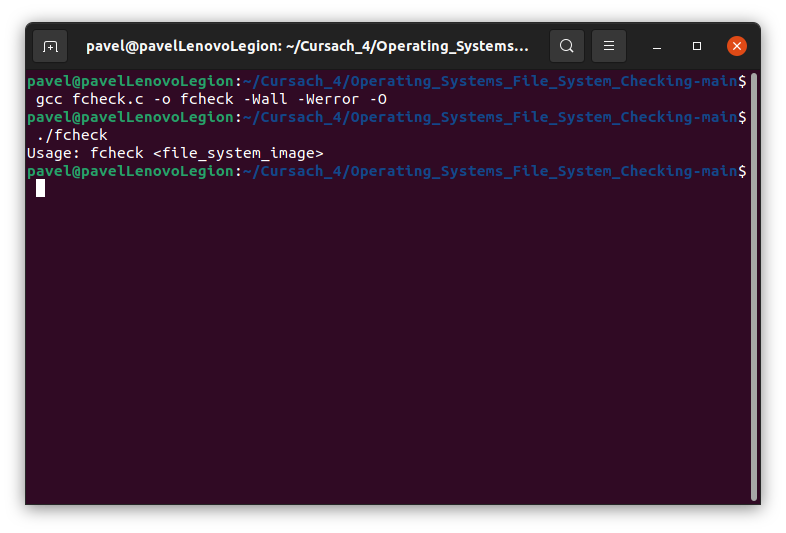 pavel@pavelLenovoLegion: ~/Cursach_4/Operating_Systems...
pavel@pavelLenovoLegion:~/Cursach_4/Operating_Systems_File_System_Checking-main$
gcc fcheck.c -o fcheck -Wall -Werror -O
pavel@pavelLenovoLegion:~/Cursach_4/Operating_Systems_File_System_Checking-main$
./fcheck
Usage: fcheck <file_system_image>
pavel@pavelLenovoLegion:~/Cursach_4/Operating_Systems_File_System_Checking-main$